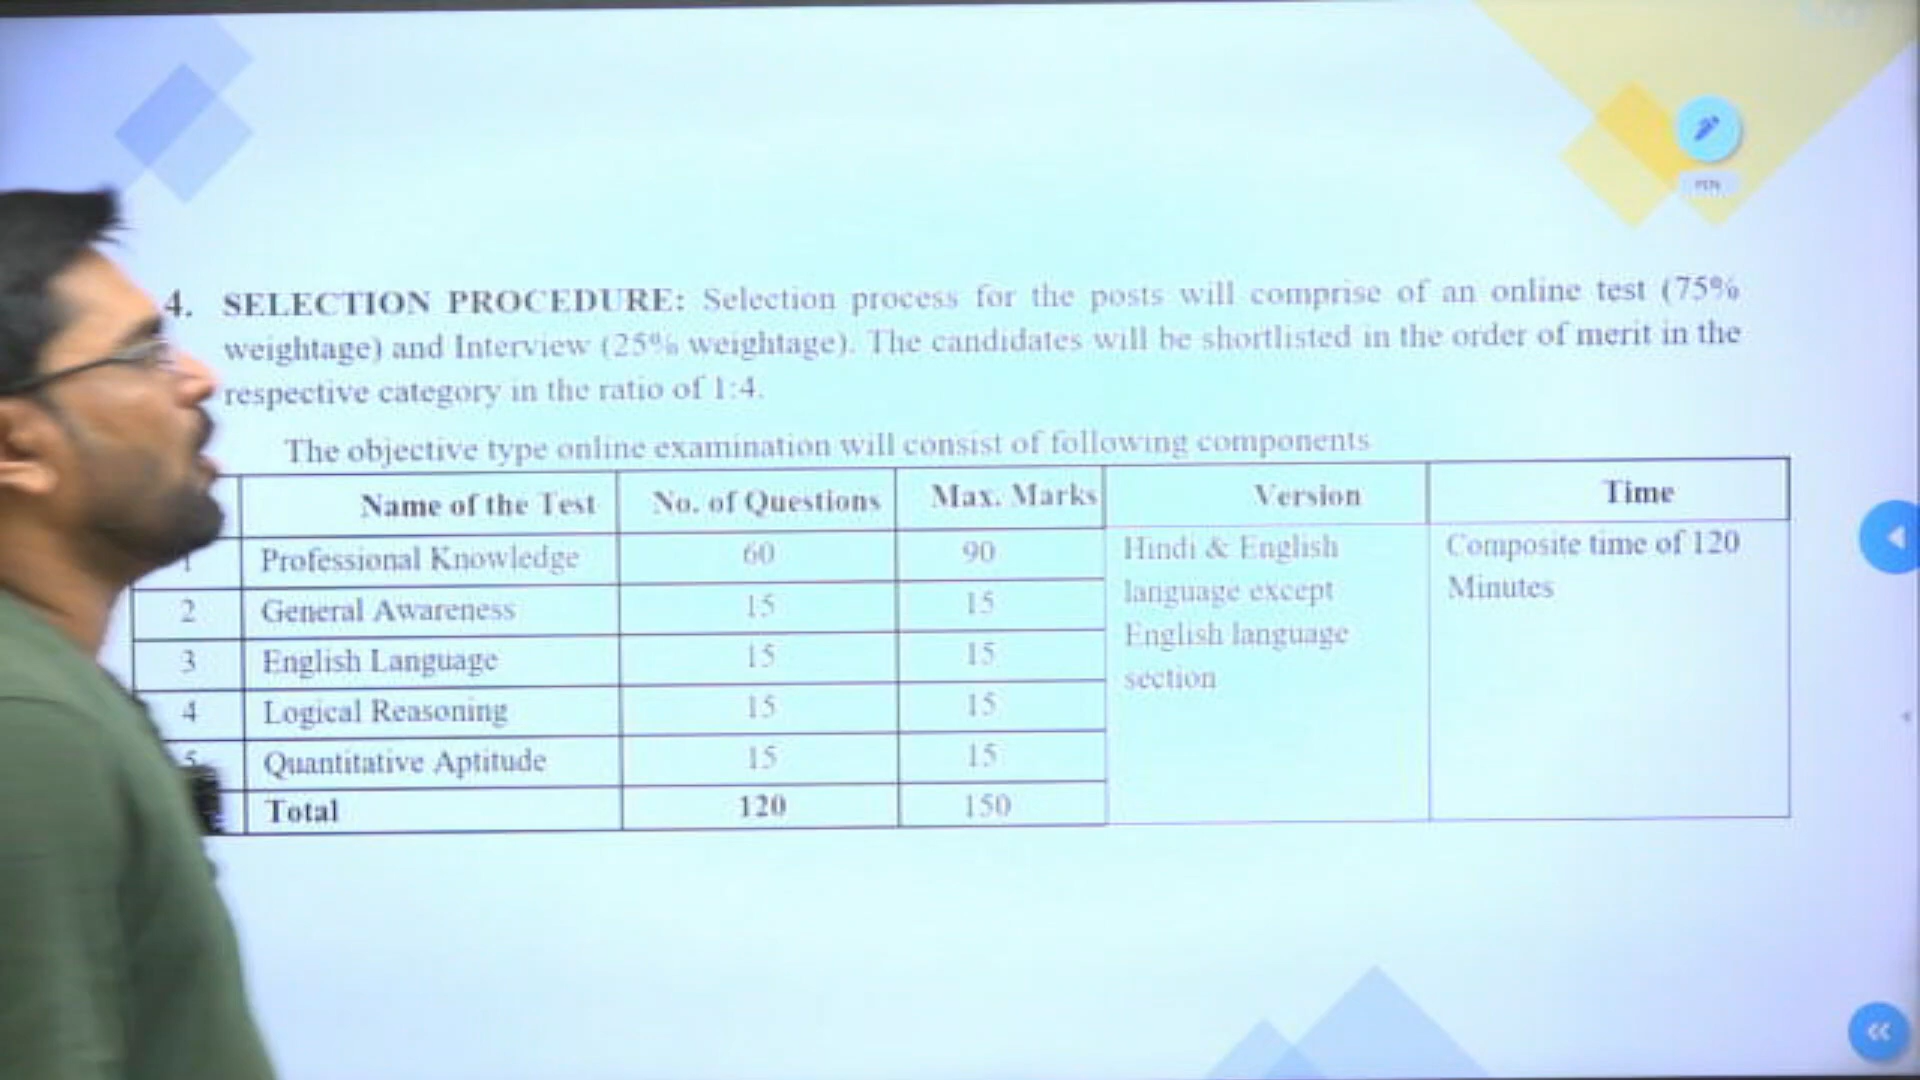 PEN
4. SELECTION PROCEDURE: Selection process for the posts will comprise of an online test (75%
weightage) and Interview (25% weightage). The candidates will be shortlisted in the order of merit in the
respective category in the ratio of 1:4.
The objective type online examination will consist of following components
Name of the Test No. of Questions Max. Marks Version Time
1 Professional Knowledge 60 90 Hindi & English Composite time of 120
language except Minutes
2 General Awareness 15 15
English language
3 English Language 15 15
section
4 Logical Reasoning 15 15
5 Quantitative Aptitude 15 15
Total 120 150